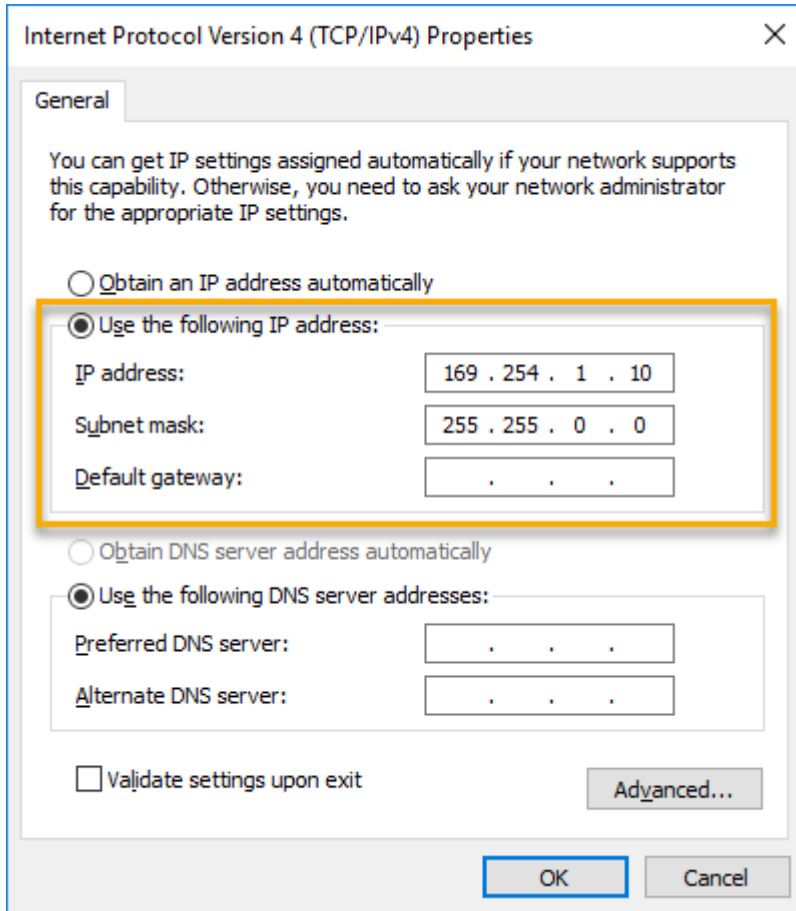 Internet Protocol Version 4 (TCP/IPv4) Properties
General
You can get IP settings assigned automatically if your network supports
this capability. Otherwise, you need to ask your network administrator
for the appropriate IP settings.
Obtain an IP address automatically
Use the following IP address:
IP address: 169 . 254 . 1 . 10
Subnet mask: 255 . 255 . 0 . 0
Default gateway: . . .
Obtain DNS server address automatically
Use the following DNS server addresses:
Preferred DNS server: . . .
Alternate DNS server: . . .
Validate settings upon exit
Advanced...
OK Cancel